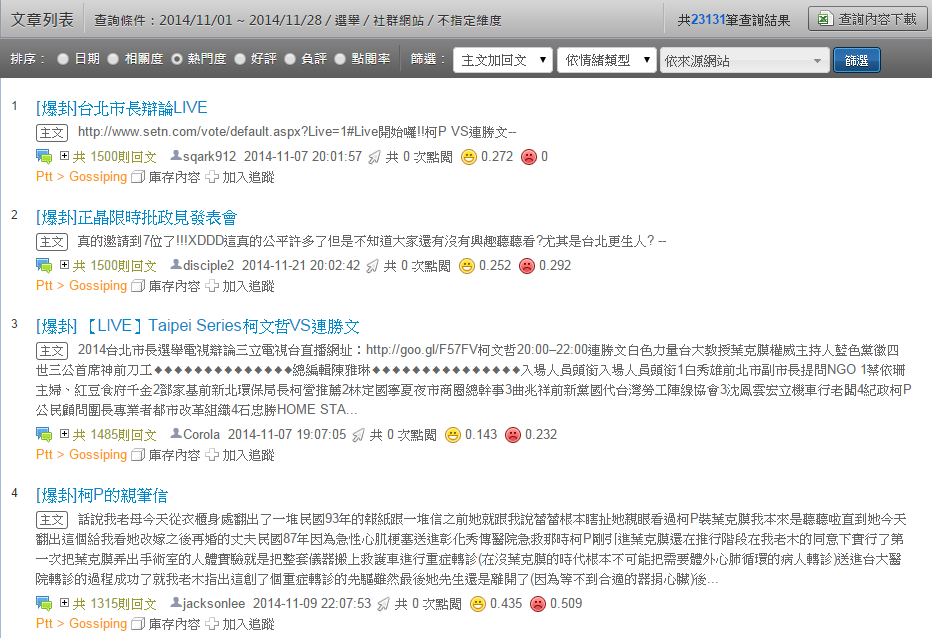 文章列表 查詢條件：2014/11/01 ~ 2014/11/28 / 選舉 / 社群網站 / 不指定維度 共23131筆查詢結果 查詢內容下載
排序： 日期 相關度 熱門度 好評 負評 點閱率 篩選： 主文加回文 依情緒類型 依來源網站 篩選
1 [爆卦]台北市長辯論LIVE
主文 http://www.setn.com/vote/default.aspx?Live=1#Live開始囉!!柯P VS連勝文--
共 1500則回文 sqark912 2014-11-07 20:01:57 共 0 次點閱 0.272 0
Ptt > Gossiping 庫存內容 加入追蹤
2 [爆卦]正晶限時批政見發表會
主文 真的邀請到7位了!!!XDDD這真的公平許多了但是不知道大家還有沒有興趣聽聽看?尤其是台北更生人? --
共 1500則回文 disciple2 2014-11-21 20:02:42 共 0 次點閱 0.252 0.292
Ptt > Gossiping 庫存內容 加入追蹤
3 [爆卦] 【LIVE】Taipei Series柯文哲VS連勝文
主文 2014台北市長選舉電視辯論三立電視台直播網址：http://goo.gl/F57FV柯文哲20:00–22:00連勝文白色力量台大教授葉克膜權威主持人藍色黨徽四
世三公首席神前刀工◆◆◆◆◆◆◆◆◆◆◆◆◆◆總編輯陳雅琳◆◆◆◆◆◆◆◆◆◆◆◆◆◆◆入場人員頭銜入場人員頭銜1白秀雄前北市副市長提問NGO 1蔡依珊
主婦、紅豆食府千金2鄧家基前新北環保局長柯營推薦2林定國寧夏夜市商圈總幹事3曲兆祥前新黨國代台灣勞工陣線協會3沈鳳雲宏立機車行老闆4紀政柯P
公民顧問團長專業者都市改革組織4石忠勝HOME STA...
共 1485則回文 Corola 2014-11-07 19:07:05 共 0 次點閱 0.143 0.232
Ptt > Gossiping 庫存內容 加入追蹤
4 [爆卦]柯P的親筆信
主文 話說我老母今天從衣櫃身處翻出了一堆民國93年的報紙跟一堆信之前她就跟我說當當根本瞎扯她親眼看過柯P裝葉克膜我本來是聽聽啦直到她今天
翻出這個給我看她改嫁之後再婚的丈夫民國87年因為急性心肌梗塞送進彰化秀傳醫院急救那時柯P剛引進葉克膜還在推行階段在我老木的同意下實行了第
一次把葉克膜弄出手術室的人體實驗就是把整套儀器搬上救護車進行重症轉診(在沒葉克膜的時代根本不可能把需要體外心肺循環的病人轉診)送進台大醫
院轉診的過程成功了就我老木指出這創了個重症轉診的先驅雖然最後她先生還是離開了(因為等不到合適的器捐心臟)後...
共 1315則回文 jacksonlee 2014-11-09 22:07:53 共 0 次點閱 0.435 0.509
Ptt > Gossiping 庫存內容 加入追蹤